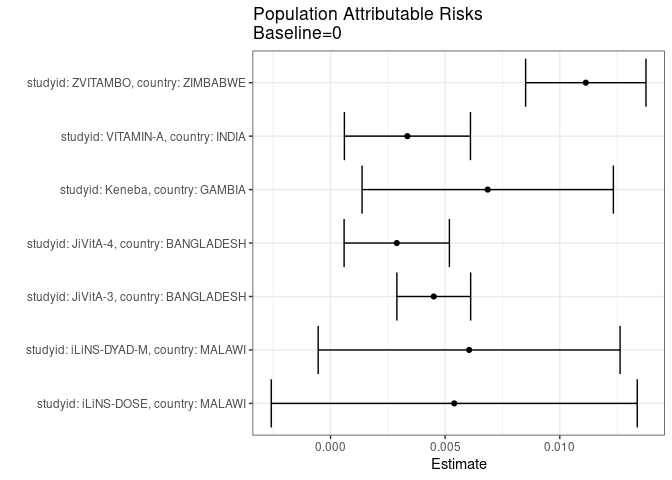 Population Attributable Risks
Baseline=0
studyid: ZVITAMBO, country: ZIMBABWE
studyid: VITAMIN-A, country: INDIA
studyid: Keneba, country: GAMBIA
studyid: JiVitA-4, country: BANGLADESH
studyid: JiVitA-3, country: BANGLADESH
studyid: iLiNS-DYAD-M, country: MALAWI
studyid: iLiNS-DOSE, country: MALAWI
0.000 0.005 0.010
Estimate